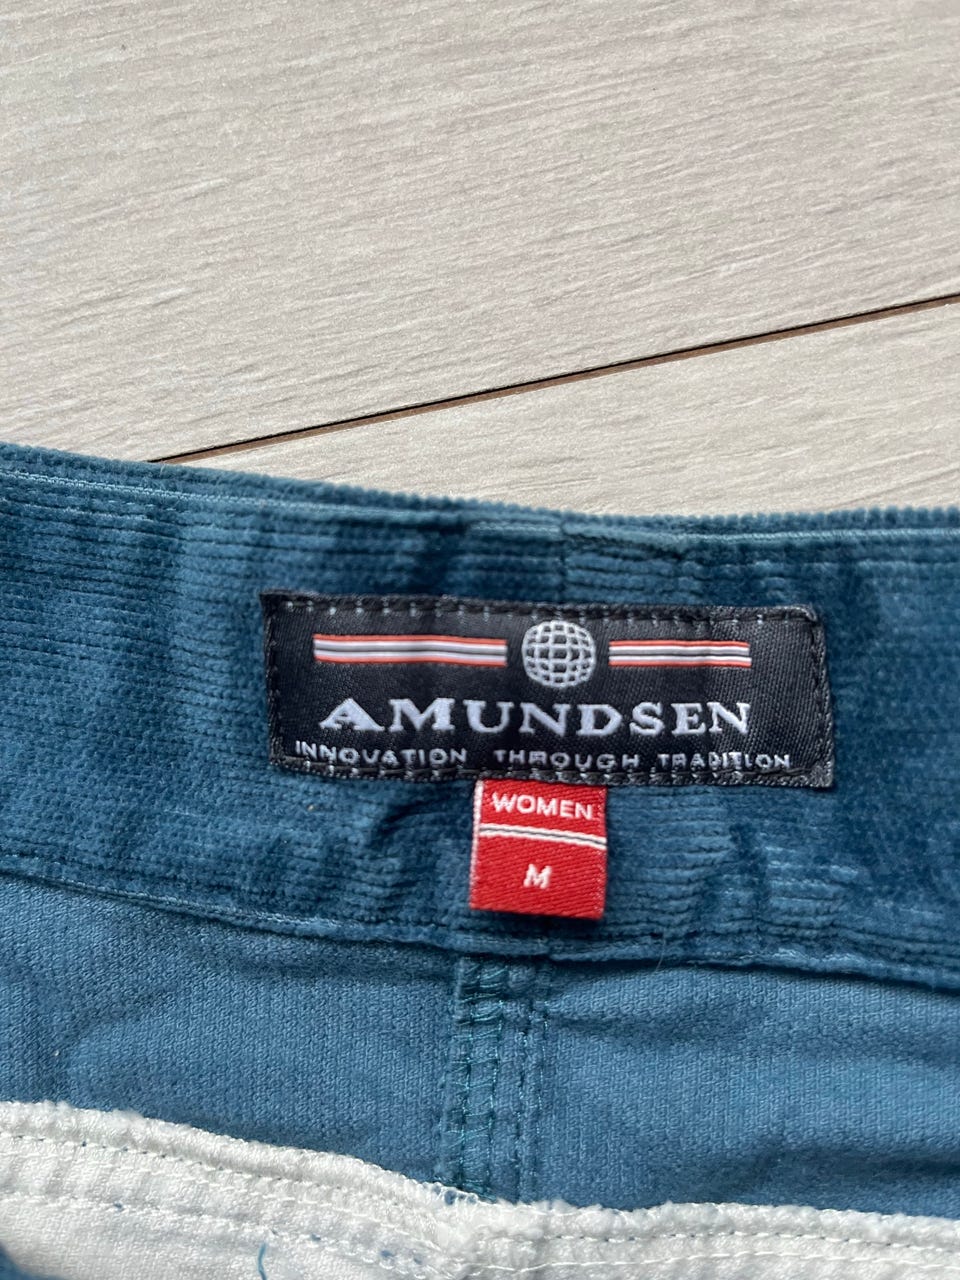 AMUNDSEN
INNOVATION THROUGH TRADITION
WOMEN
M